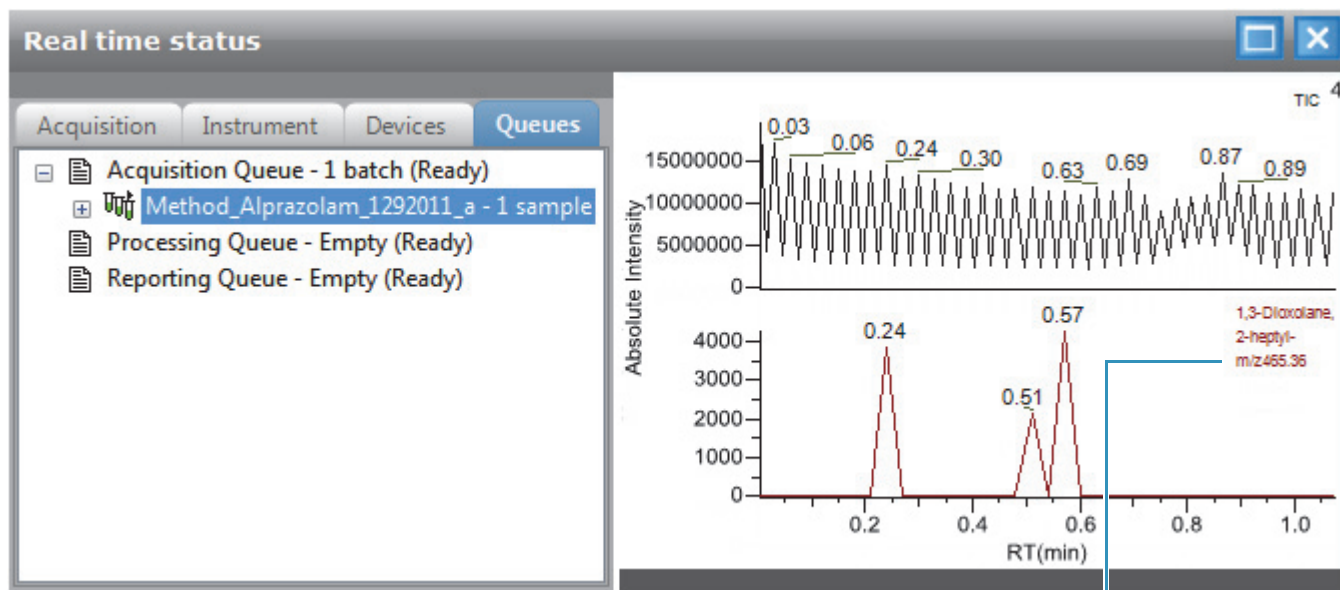 Real time status
Acquisition Instrument Devices Queues
Acquisition Queue - 1 batch (Ready)
Method_Alprazolam_1292011_a - 1 sample
Processing Queue - Empty (Ready)
Reporting Queue - Empty (Ready)
TIC 4
0.03 0.06 0.24 0.30 0.63 0.69 0.87 0.89
15000000
10000000
5000000
0
Absolute Intensity
1,3-Dioxolane,
2-heptyl-
m/z465.36
0.24 0.51 0.57
4000
3000
2000
1000
0
0.2 0.4 0.6 0.8 1.0
RT(min)